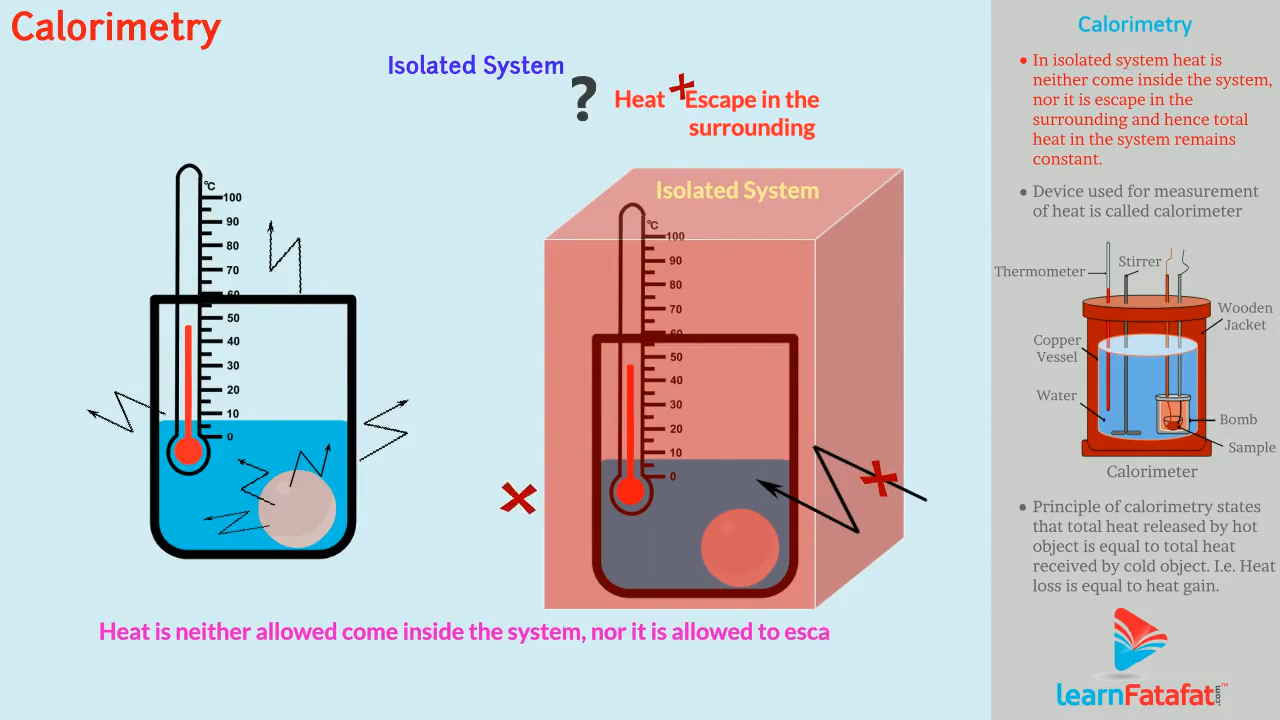 Calorimetry
Isolated System
?
Heat Escape in the
surrounding
°C
100
90
80
70
60
50
40
30
20
10
0
Isolated System
°C
100
90
80
70
60
50
40
30
20
10
0
Heat is neither allowed come inside the system, nor it is allowed to esca
Calorimetry
• In isolated system heat is
neither come inside the system,
nor it is escape in the
surrounding and hence total
heat in the system remains
constant.
• Device used for measurement
of heat is called calorimeter
Stirrer
Thermometer
Wooden
Jacket
Copper
Vessel
Water
Bomb
Sample
Calorimeter
• Principle of calorimetry states
that total heat released by hot
object is equal to total heat
received by cold object. I.e. Heat
loss is equal to heat gain.
learnFatafat.com™